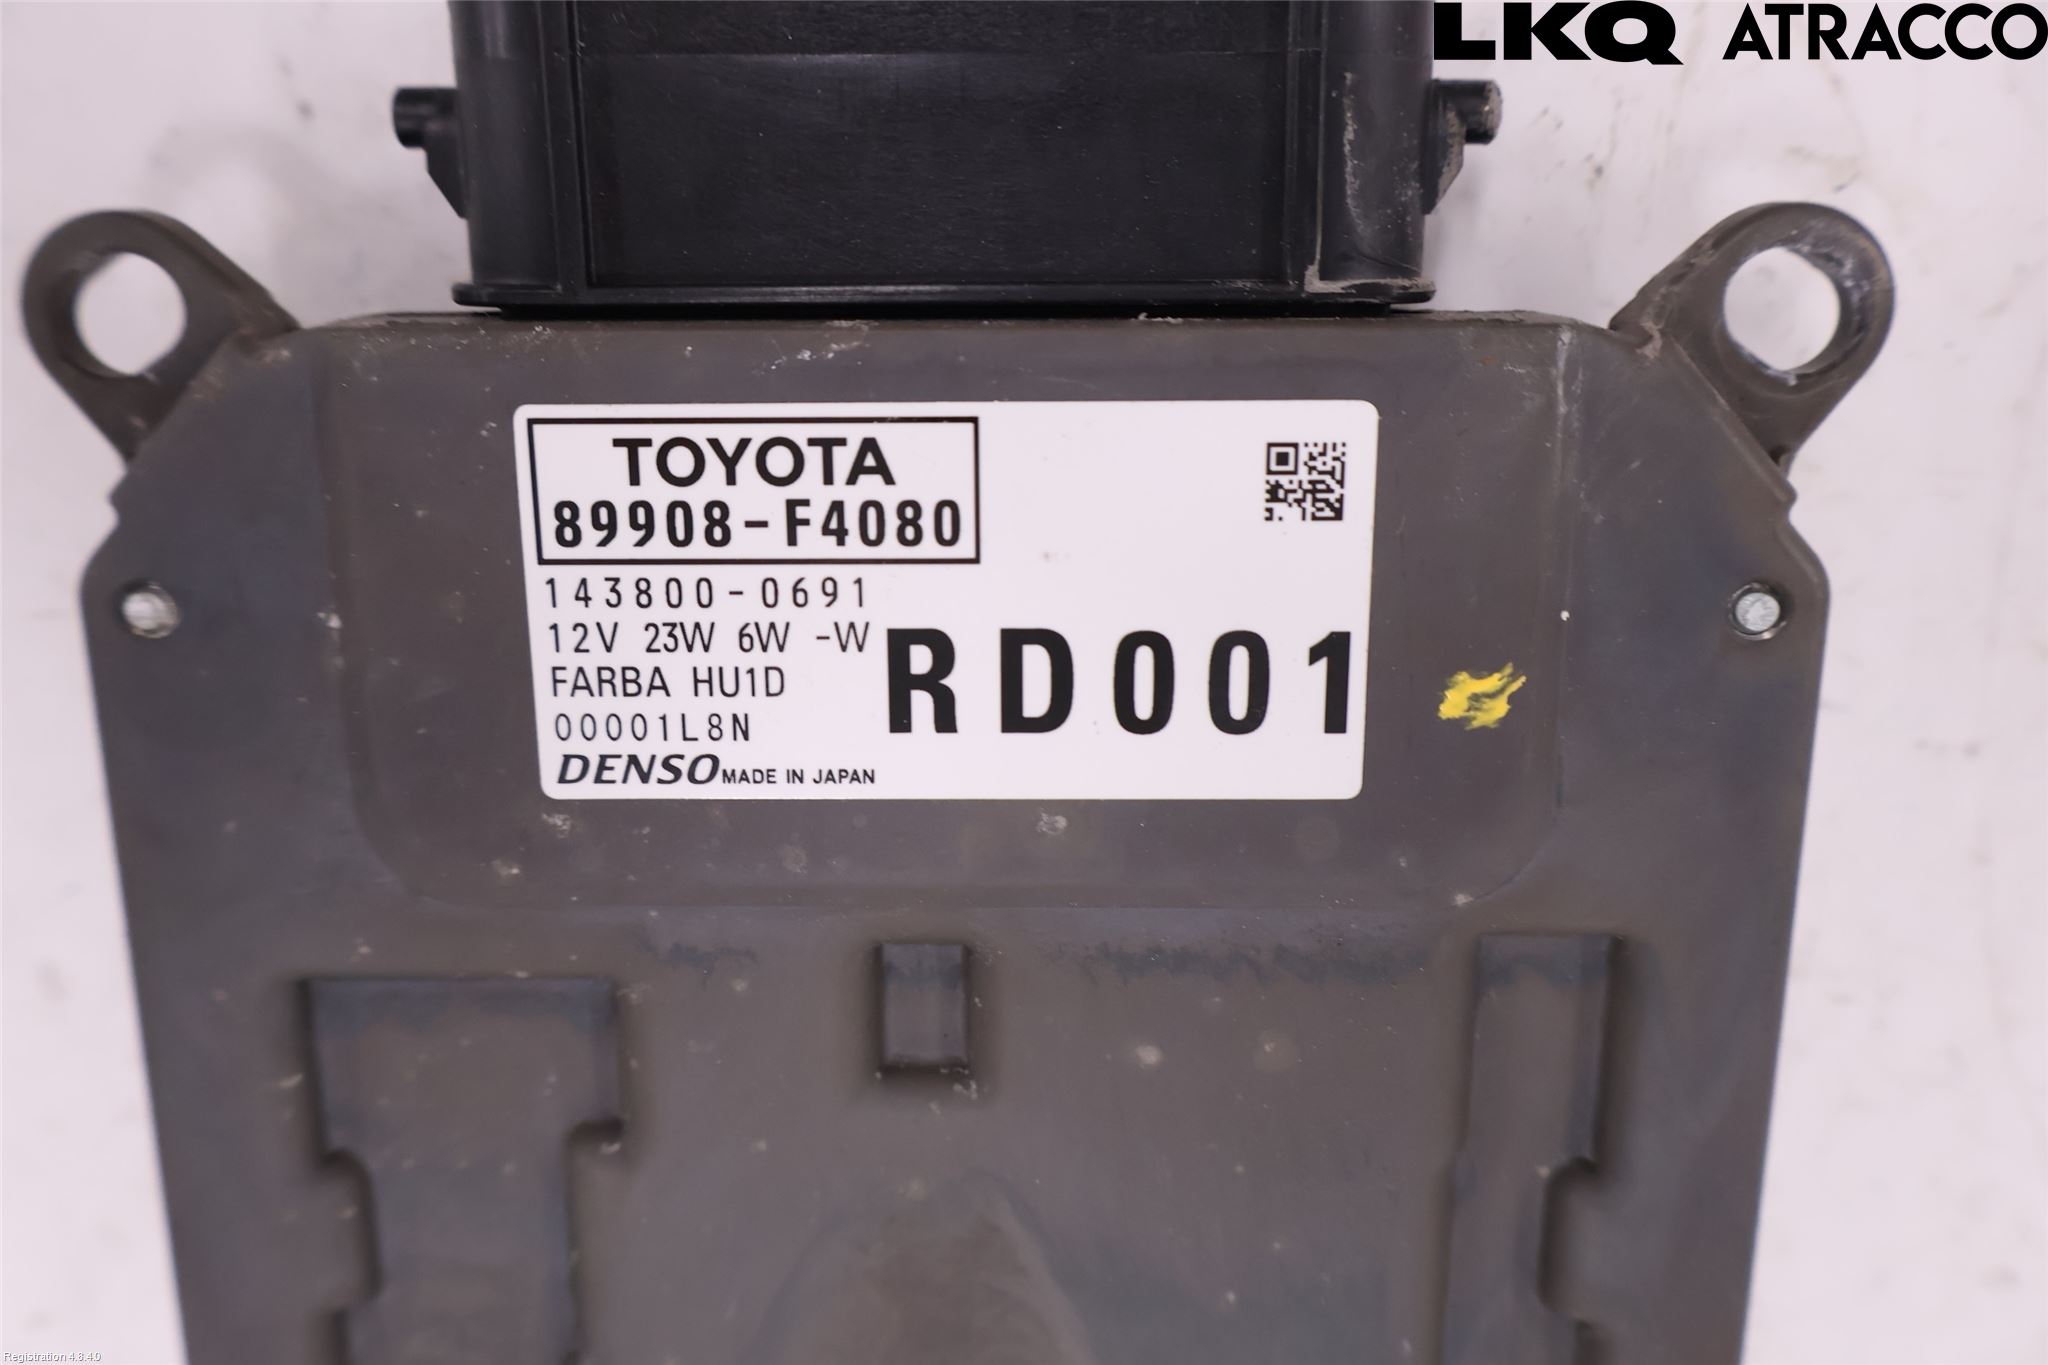 LKQ ATRACCO
TOYOTA
89908-F4080
143800-0691
12V 23W 6W -W
FARBA HU1D
00001L8N
RD001
DENSO MADE IN JAPAN
Registration 4.8.4.0